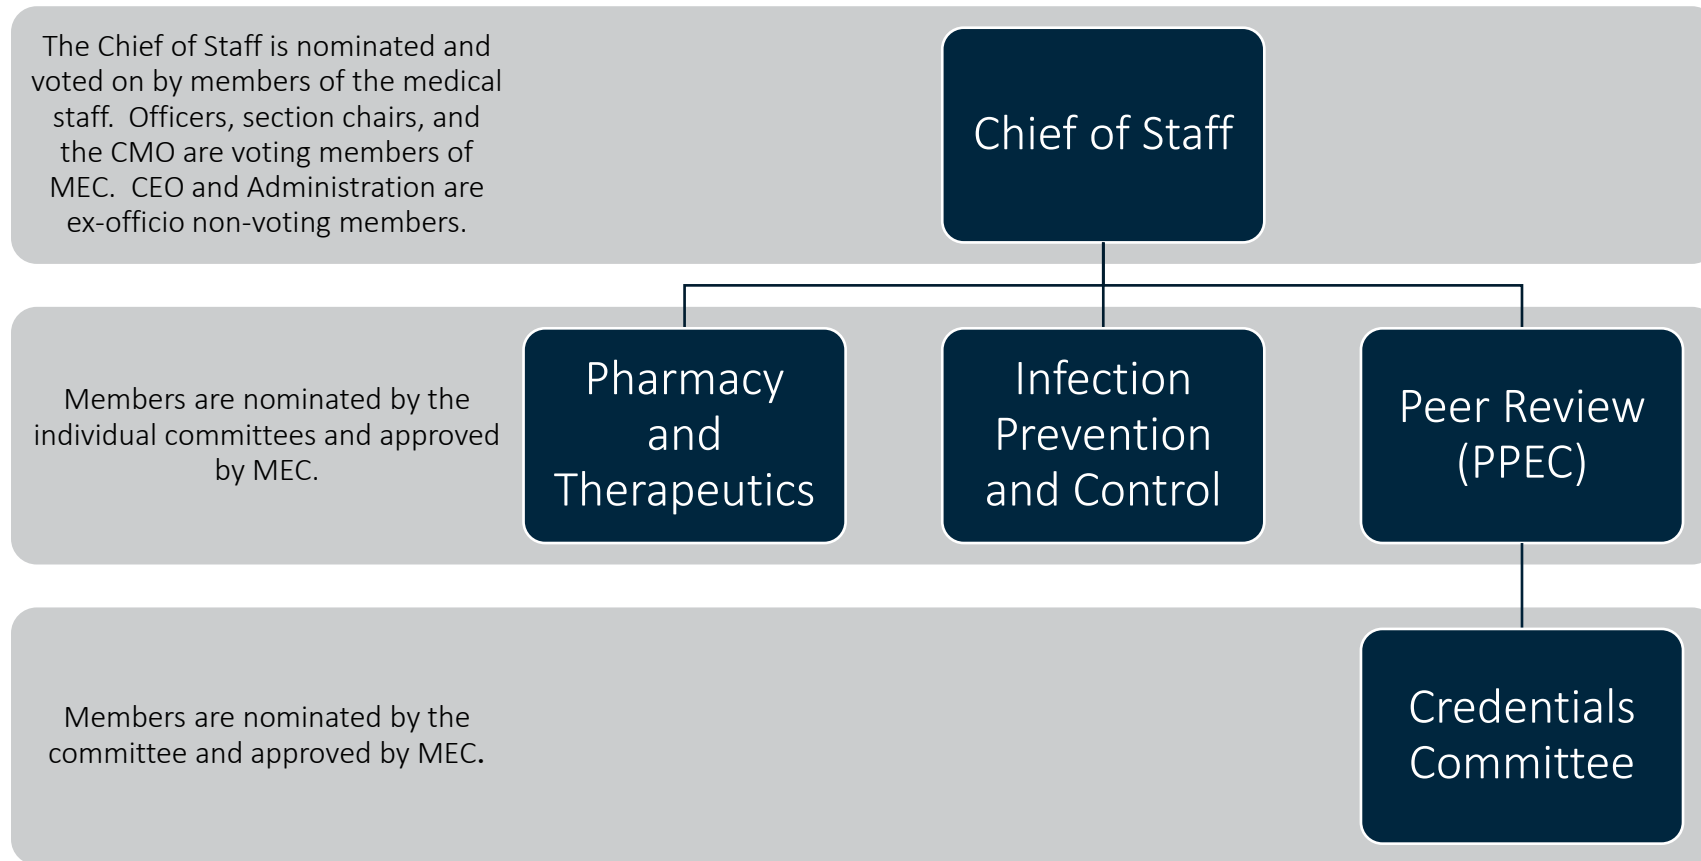 The Chief of Staff is nominated and
voted on by members of the medical
staff.  Officers, section chairs, and
the CMO are voting members of
MEC.  CEO and Administration are
ex-officio non-voting members.
Chief of Staff
Members are nominated by the
individual committees and approved
by MEC.
Pharmacy
and
Therapeutics
Infection
Prevention
and Control
Peer Review
(PPEC)
Members are nominated by the
committee and approved by MEC.
Credentials
Committee